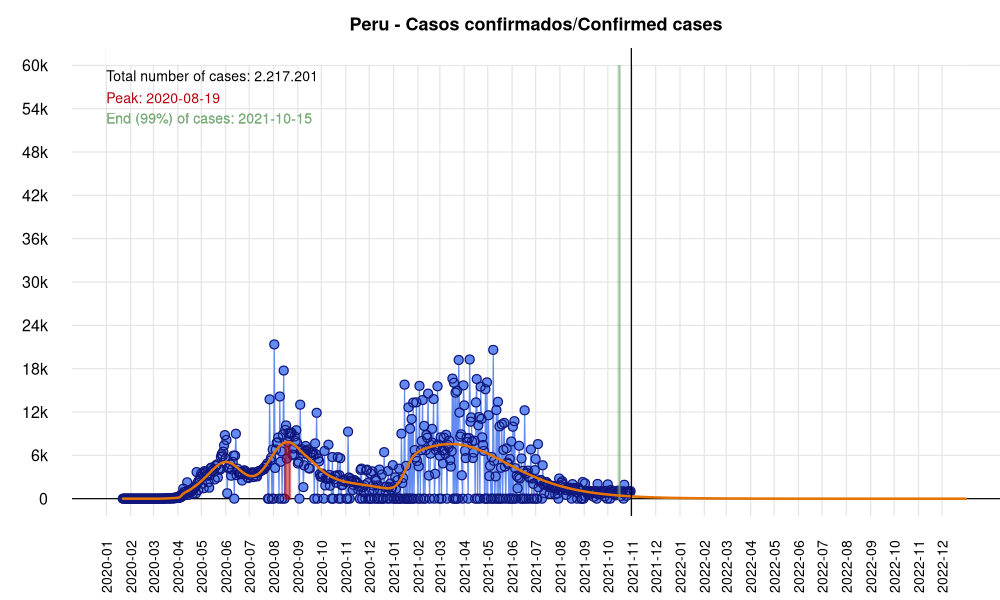 Peru - Casos confirmados/Confirmed cases
60k
Total number of cases: 2.217.201
Peak: 2020-08-19
54k
End (99%) of cases: 2021-10-15
48k
42k
36k
30k
24k
18k
12k
6k
0
2020-01
2020-02
2020-03
2020-04
2020-05
2020-06
2020-07
2020-08
2020-09
2020-10
2020-11
2020-12
2021-01
2021-02
2021-03
2021-04
2021-05
2021-06
2021-07
2021-08
2021-09
2021-10
2021-11
2021-12
2022-01
2022-02
2022-03
2022-04
2022-05
2022-06
2022-07
2022-08
2022-09
2022-10
2022-11
2022-12